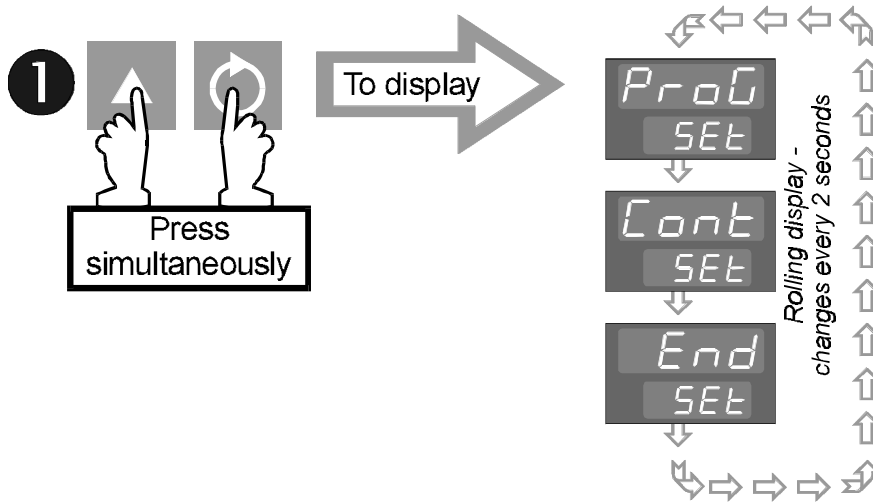 1
Press
simultaneously
To display
ProG
SEt
Cont
SEt
End
SEt
Rolling display -
changes every 2 seconds